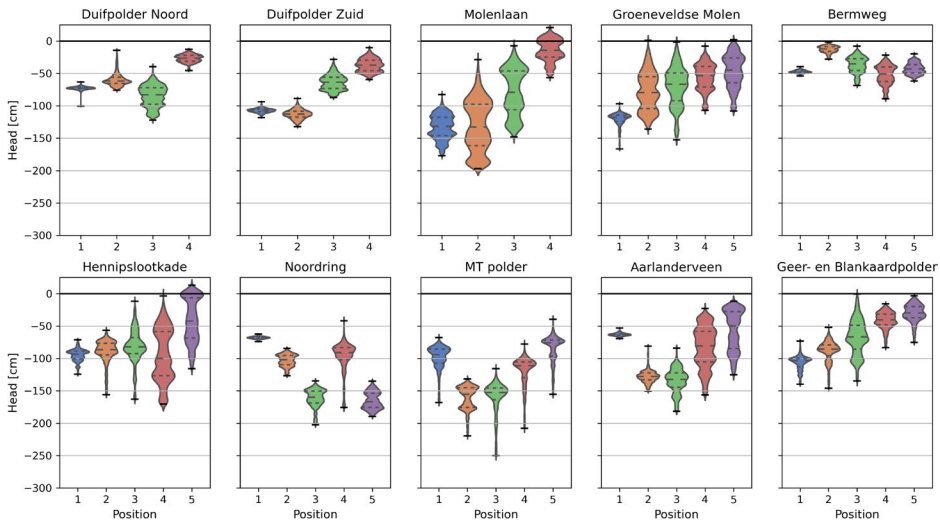 Duifpolder Noord Duifpolder Zuid Molenlaan Groeneveldse Molen Bermweg
Head [cm]
0
−50
−100
−150
−200
−250
−300
1 2 3 4 1 2 3 4 1 2 3 4 1 2 3 4 5 1 2 3 4 5
Hennipslootkade Noordring MT polder Aarlanderveen Geer- en Blankaardpolder
Head [cm]
0
−50
−100
−150
−200
−250
−300
1 2 3 4 5 1 2 3 4 5 1 2 3 4 5 1 2 3 4 5 1 2 3 4 5
Position Position Position Position Position